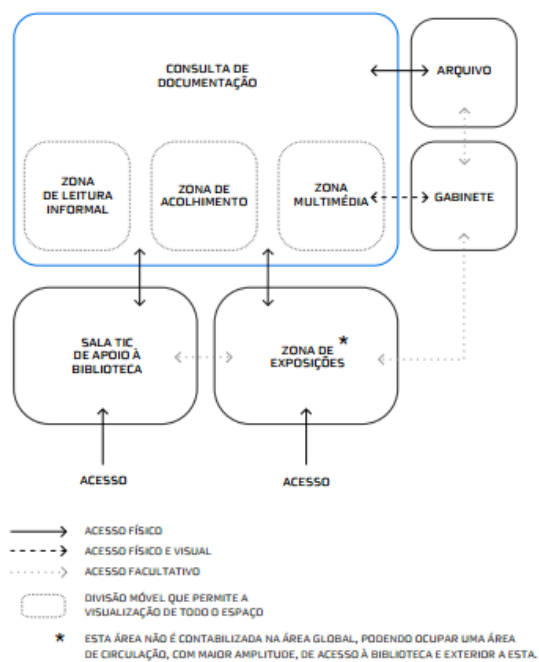 CONSULTA DE
DOCUMENTAÇÃO
ARQUIVO
ZONA
DE LEITURA
INFORMAL
ZONA DE
ACOLHIMENTO
ZONA
MULTIMÉDIA
GABINETE
SALA TIC
DE APOIO À
BIBLIOTECA
ZONA DE *
EXPOSIÇÕES
ACESSO
ACESSO
ACESSO FÍSICO
ACESSO FÍSICO E VISUAL
ACESSO FACULTATIVO
DIVISÃO MÓVEL QUE PERMITE A
VISUALIZAÇÃO DE TODO O ESPAÇO
* ESTA ÁREA NÃO É CONTABILIZADA NA ÁREA GLOBAL, PODENDO OCUPAR UMA ÁREA
DE CIRCULAÇÃO, COM MAIOR AMPLITUDE, DE ACESSO À BIBLIOTECA E EXTERIOR A ESTA.